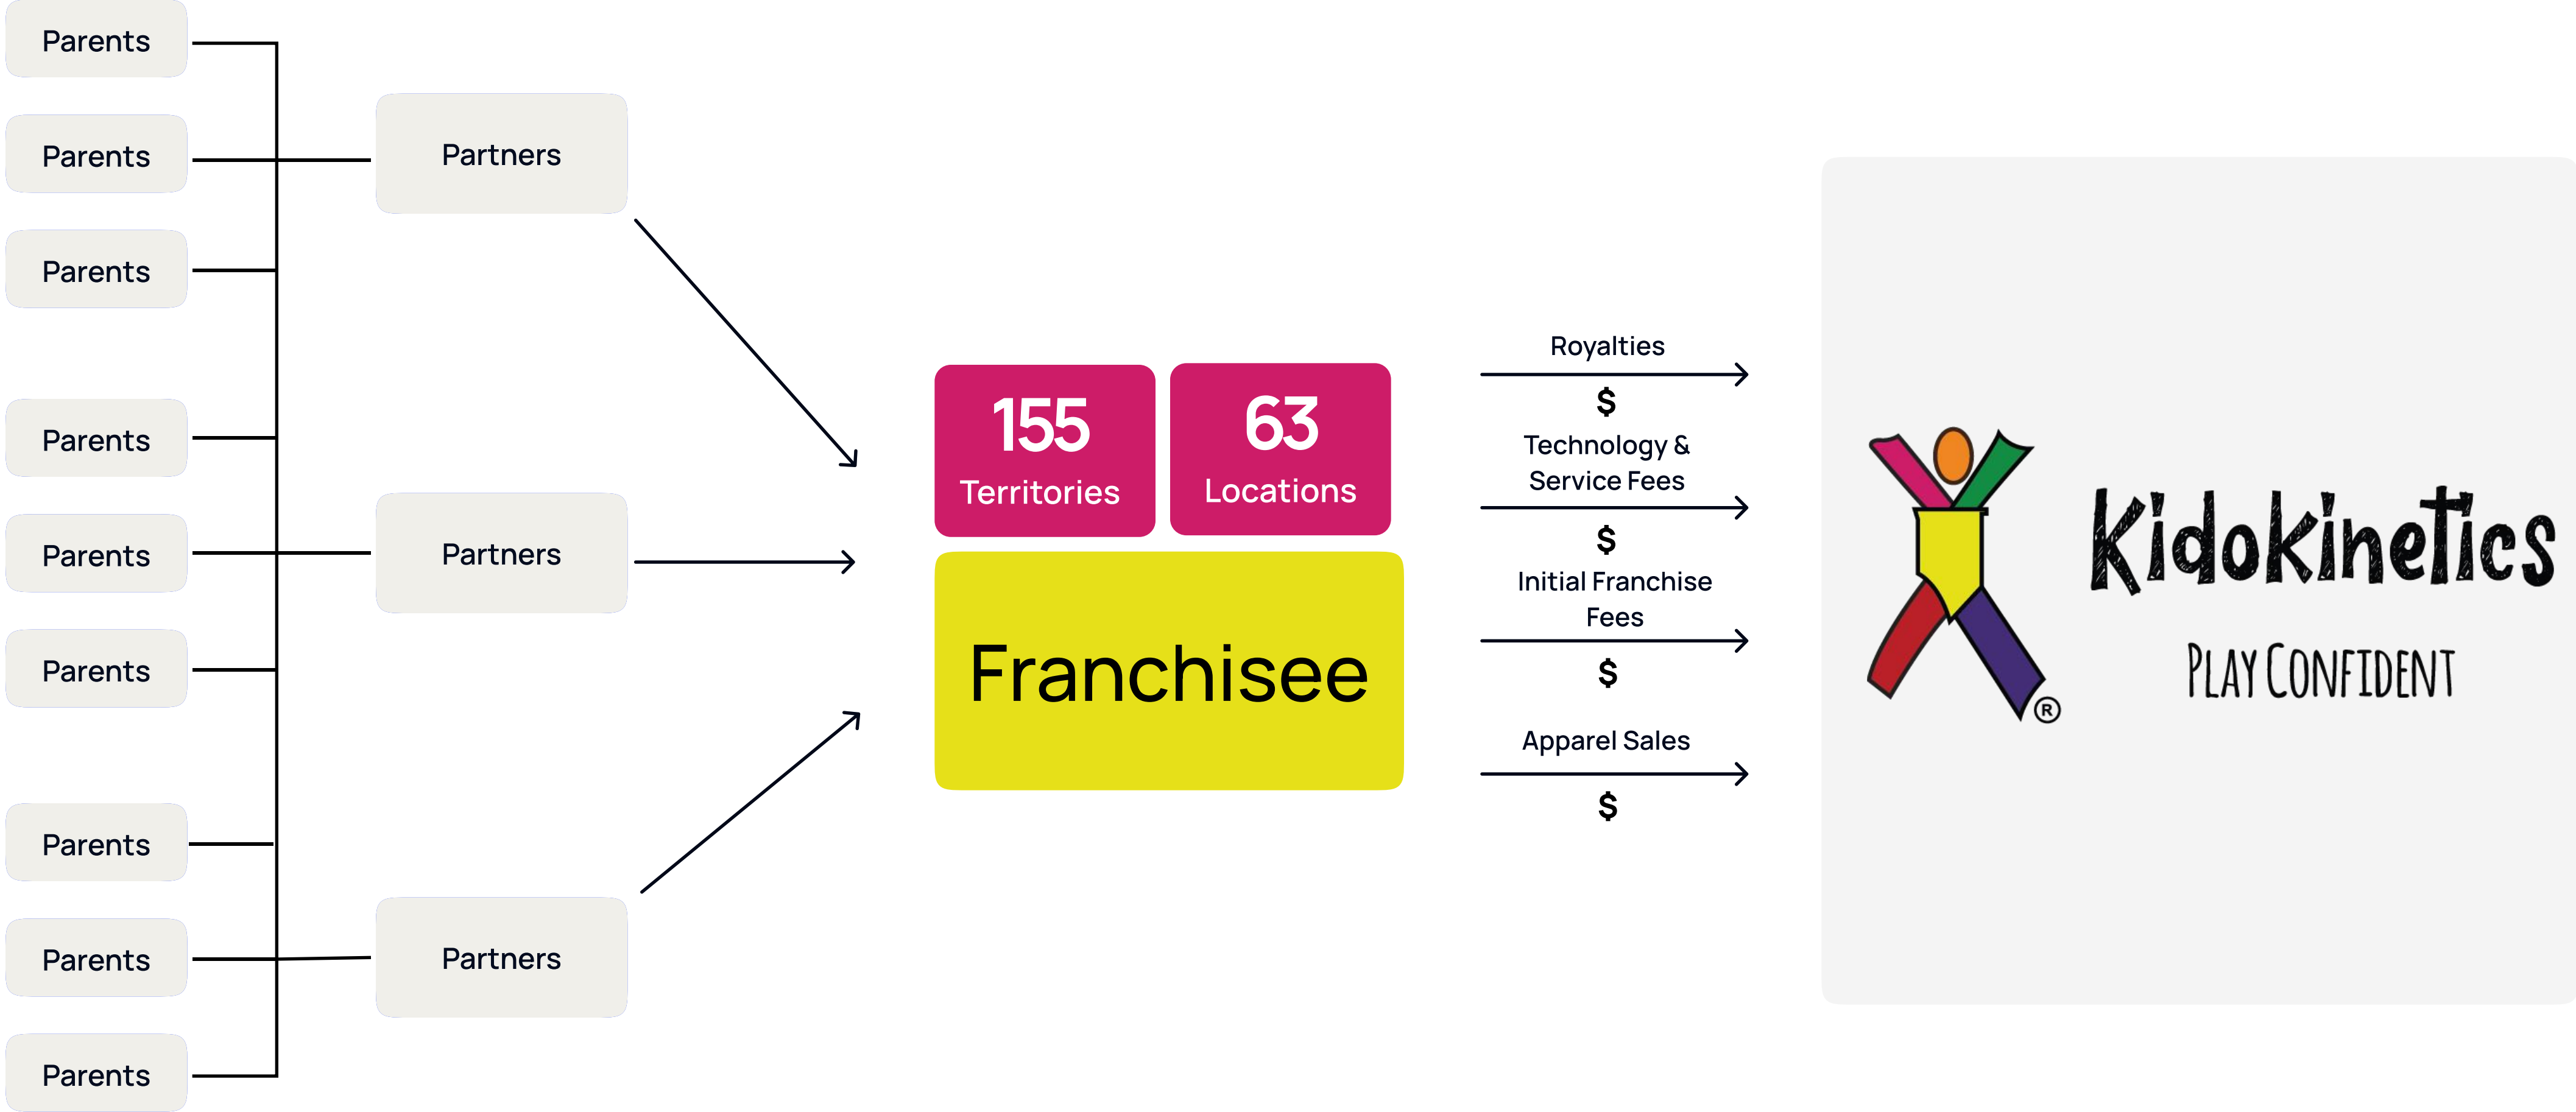 Parents
Parents
Parents
Parents
Parents
Parents
Parents
Parents
Parents
Partners
Partners
Partners
155
Territories
63
Locations
Franchisee
Royalties
$
Technology &
Service Fees
$
Initial Franchise
Fees
$
Apparel Sales
$
Kidokinetics
PLAY CONFIDENT
®